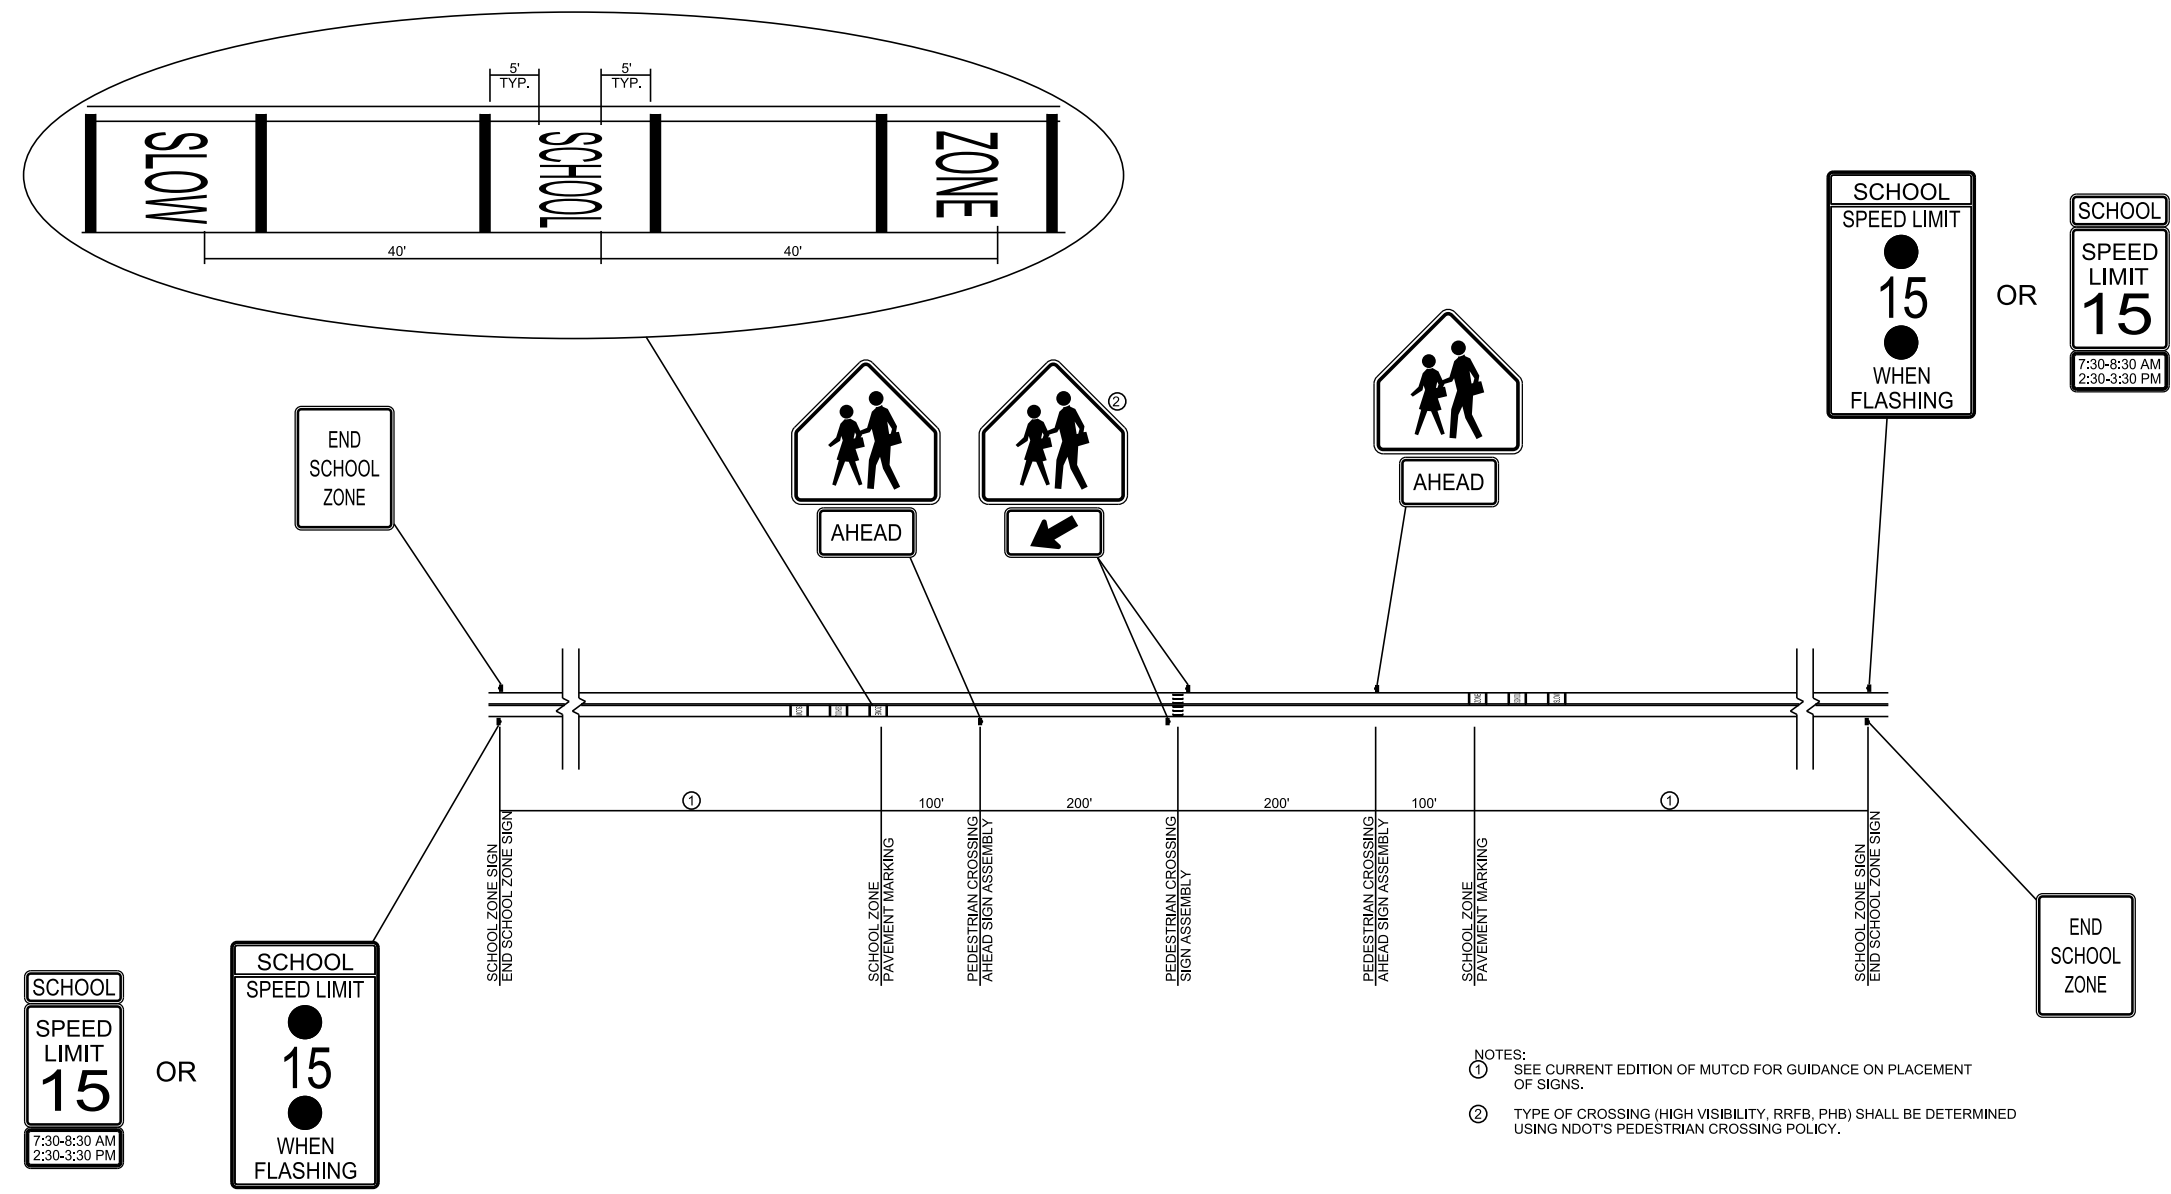 5'
TYP.
5'
TYP.
SLOW
SCHOOL
ZONE
40'
40'
SCHOOL
SPEED LIMIT
15
WHEN
FLASHING
OR
SCHOOL
SPEED
LIMIT
15
7:30-8:30 AM
2:30-3:30 PM
END
SCHOOL
ZONE
AHEAD
2
AHEAD
SLOW
SCHOOL
ZONE
ZONE
SCHOOL
SLOW
1
100'
200'
200'
100'
1
SCHOOL ZONE SIGN
END SCHOOL ZONE SIGN
SCHOOL ZONE
PAVEMENT MARKING
PEDESTRIAN CROSSING
AHEAD SIGN ASSEMBLY
PEDESTRIAN CROSSING
SIGN ASSEMBLY
PEDESTRIAN CROSSING
AHEAD SIGN ASSEMBLY
SCHOOL ZONE
PAVEMENT MARKING
SCHOOL ZONE SIGN
END SCHOOL ZONE SIGN
SCHOOL
SPEED
LIMIT
15
7:30-8:30 AM
2:30-3:30 PM
OR
SCHOOL
SPEED LIMIT
15
WHEN
FLASHING
END
SCHOOL
ZONE
NOTES:
1 SEE CURRENT EDITION OF MUTCD FOR GUIDANCE ON PLACEMENT
OF SIGNS.
2 TYPE OF CROSSING (HIGH VISIBILITY, RRFB, PHB) SHALL BE DETERMINED
USING NDOT'S PEDESTRIAN CROSSING POLICY.